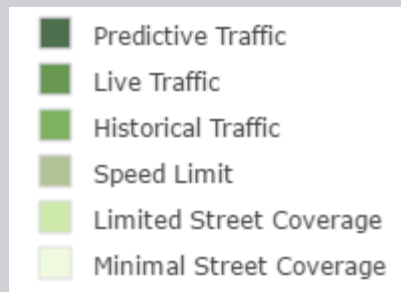 Predictive Traffic
Live Traffic
Historical Traffic
Speed Limit
Limited Street Coverage
Minimal Street Coverage